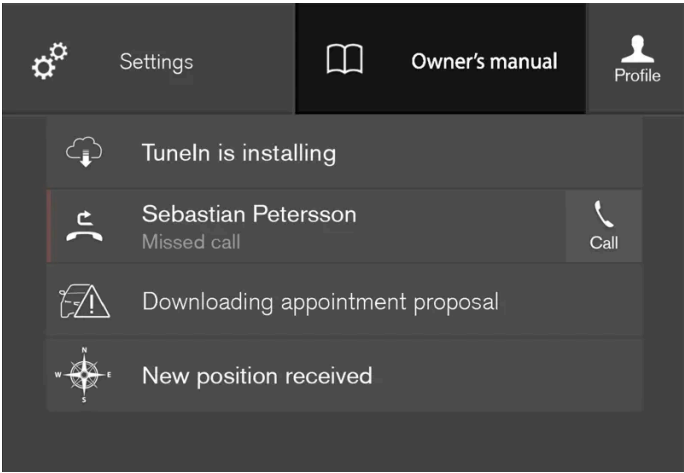 Settings
Owner's manual
Profile
TuneIn is installing
Sebastian Petersson
Missed call
Call
Downloading appointment proposal
N
W E
S
New position received